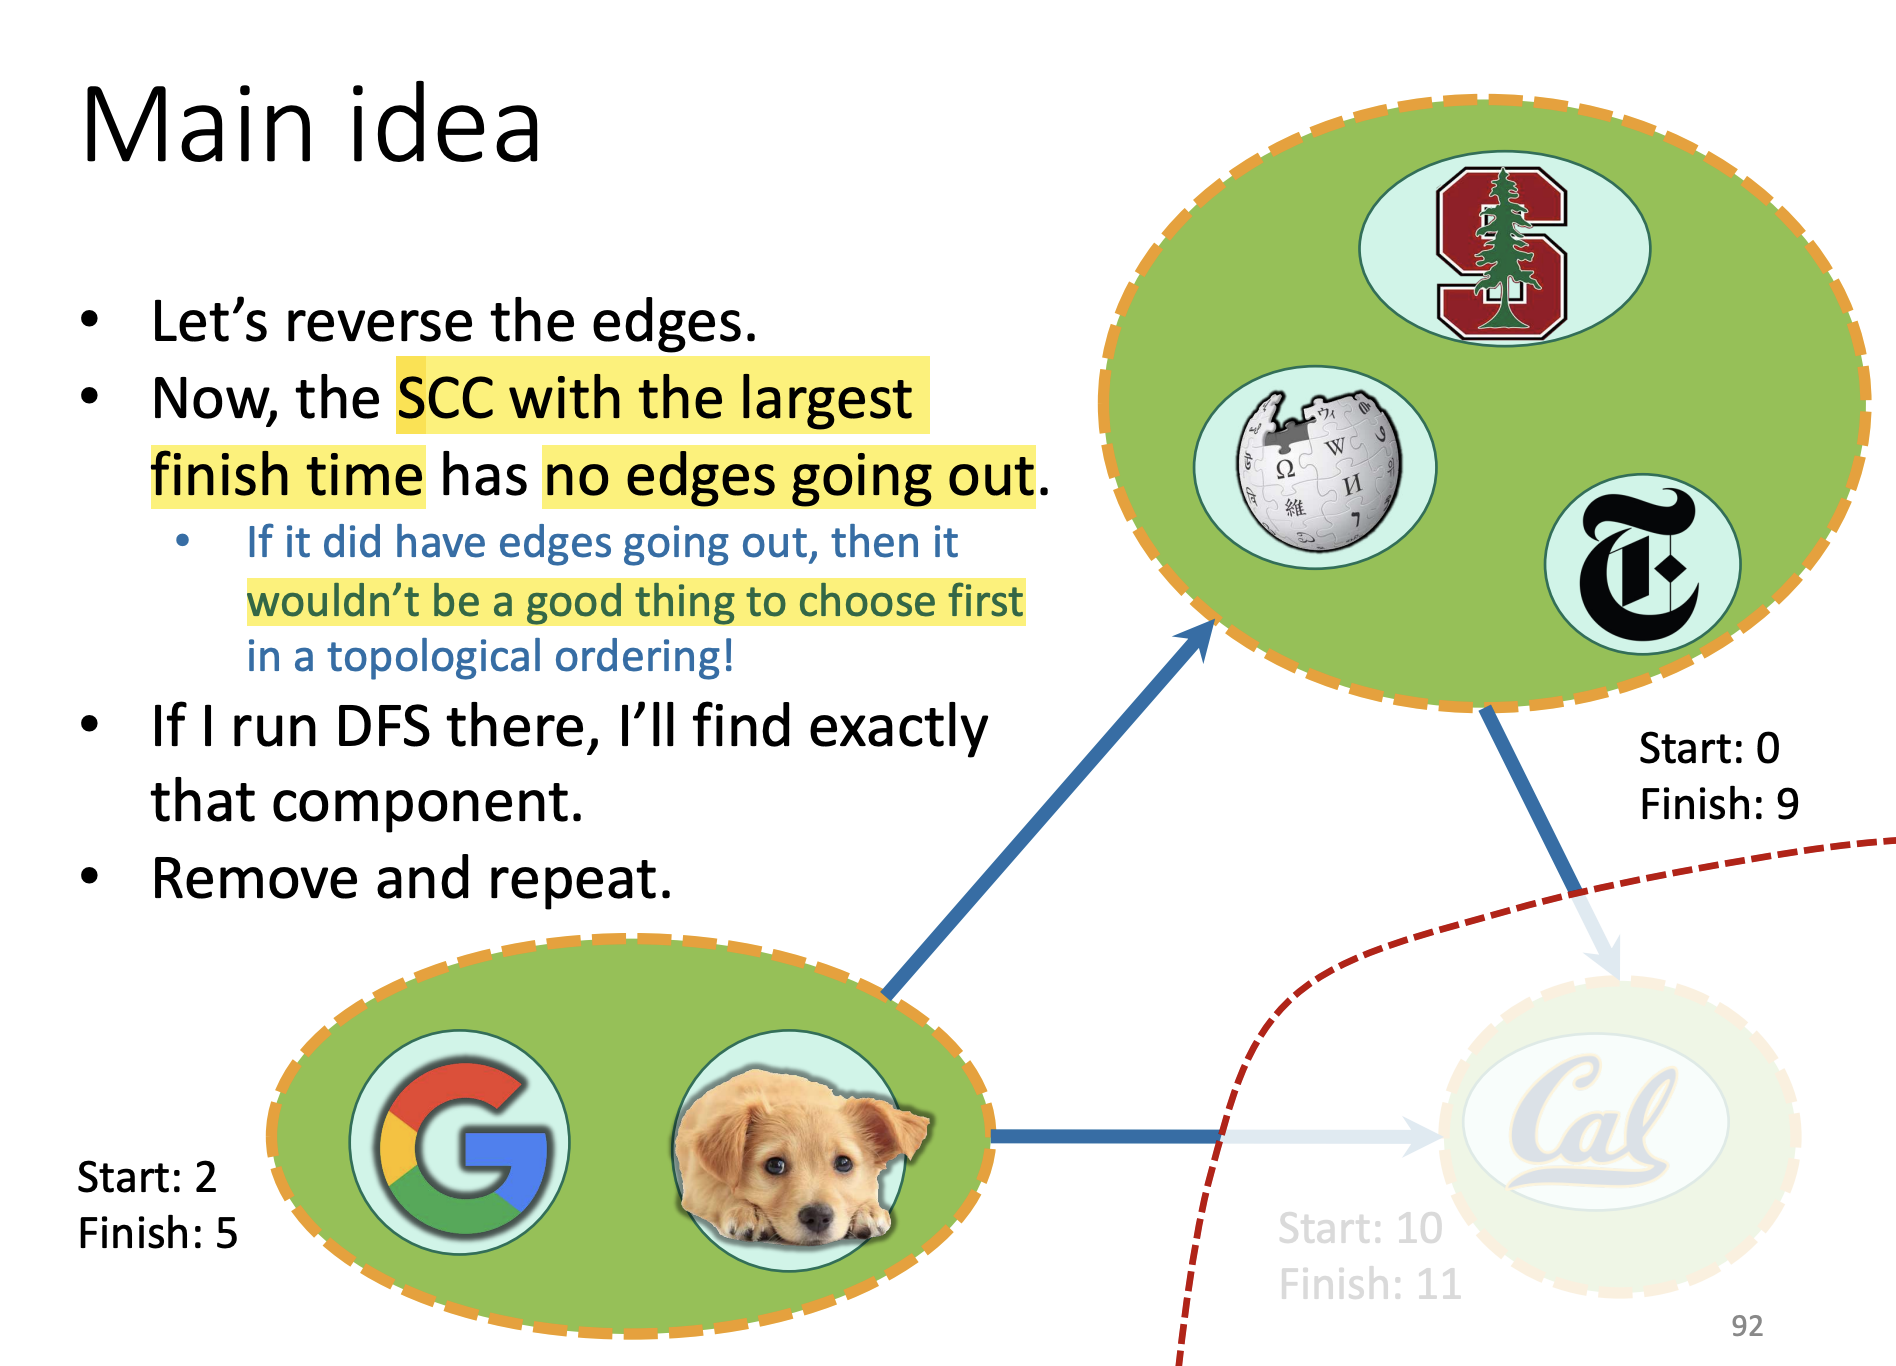 Main idea
• Let’s reverse the edges.
• Now, the SCC with the largest
finish time has no edges going out.
• If it did have edges going out, then it
wouldn’t be a good thing to choose first
in a topological ordering!
• If I run DFS there, I’ll find exactly
that component.
• Remove and repeat.
S
Ω W И
維
T
Start: 0
Finish: 9
G
Start: 2
Finish: 5
Cal
Start: 10
Finish: 11
92